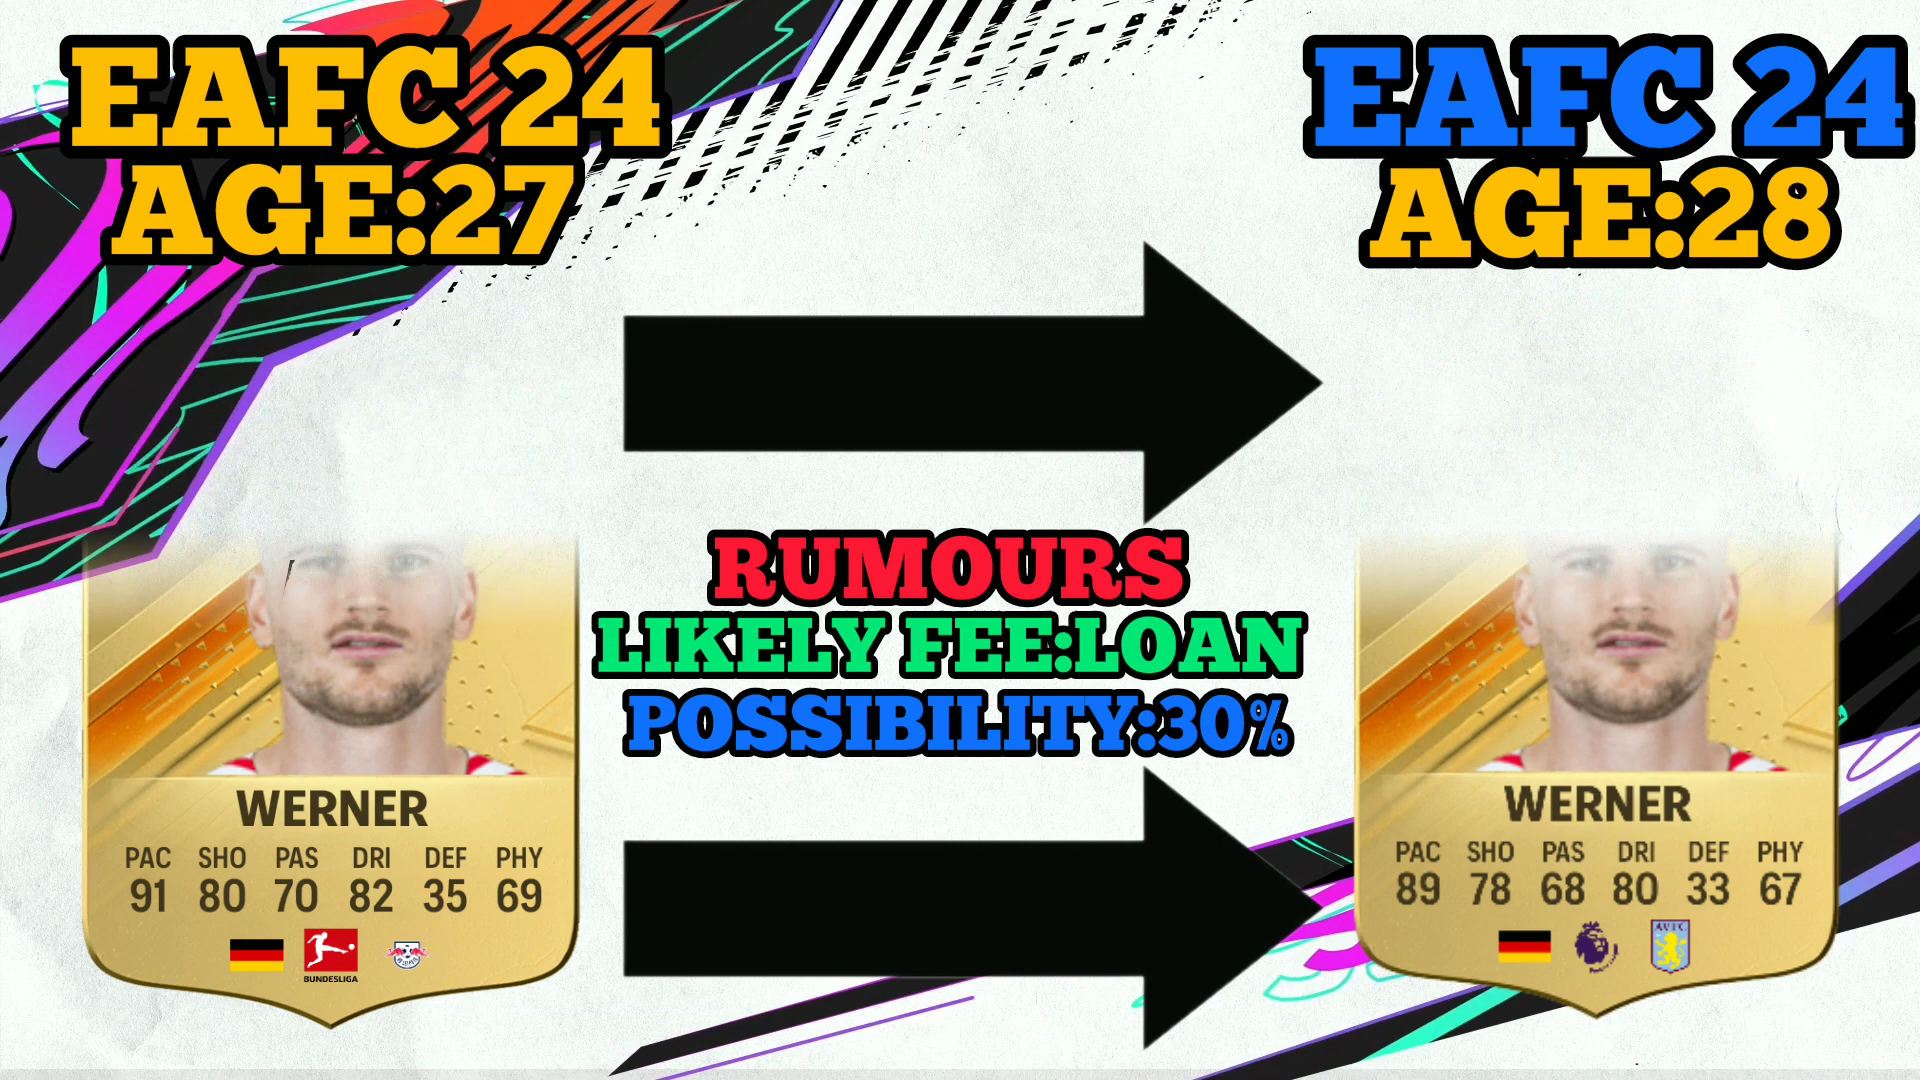 EAFC 24
AGE:27
EAFC 24
AGE:28
RUMOURS
LIKELY FEE:LOAN
POSSIBILITY:30%
WERNER
PAC SHO PAS DRI DEF PHY
91 80 70 82 35 69
BUNDESLIGA
WERNER
PAC SHO PAS DRI DEF PHY
89 78 68 80 33 67
AVFC